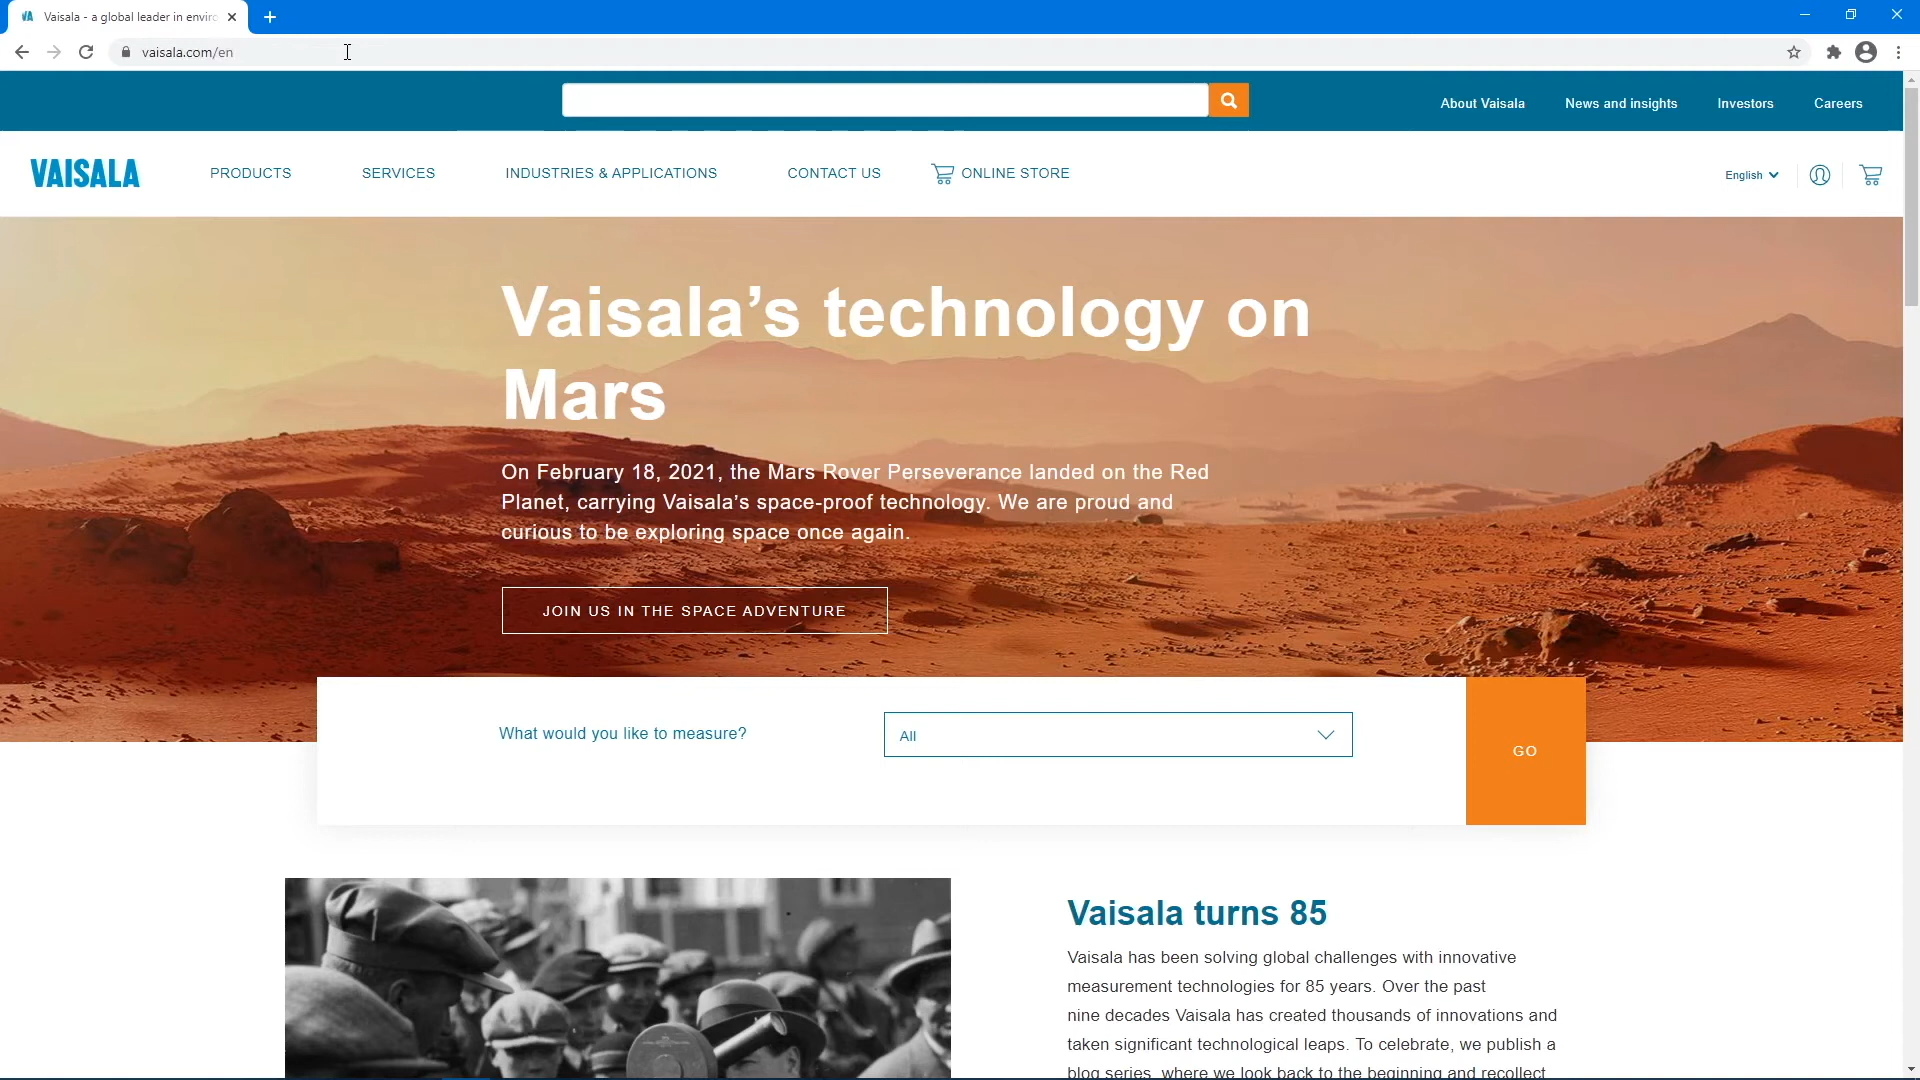 Vaisala - a global leader in enviro
vaisala.com/en
About Vaisala
News and insights
Investors
Careers
VAISALA
PRODUCTS
SERVICES
INDUSTRIES & APPLICATIONS
CONTACT US
ONLINE STORE
English
Vaisala’s technology on
Mars
On February 18, 2021, the Mars Rover Perseverance landed on the Red
Planet, carrying Vaisala’s space-proof technology. We are proud and
curious to be exploring space once again.
JOIN US IN THE SPACE ADVENTURE
What would you like to measure?
All
GO
Vaisala turns 85
Vaisala has been solving global challenges with innovative
measurement technologies for 85 years. Over the past
nine decades Vaisala has created thousands of innovations and
taken significant technological leaps. To celebrate, we publish a
blog series, where we look back to the beginning and recollect